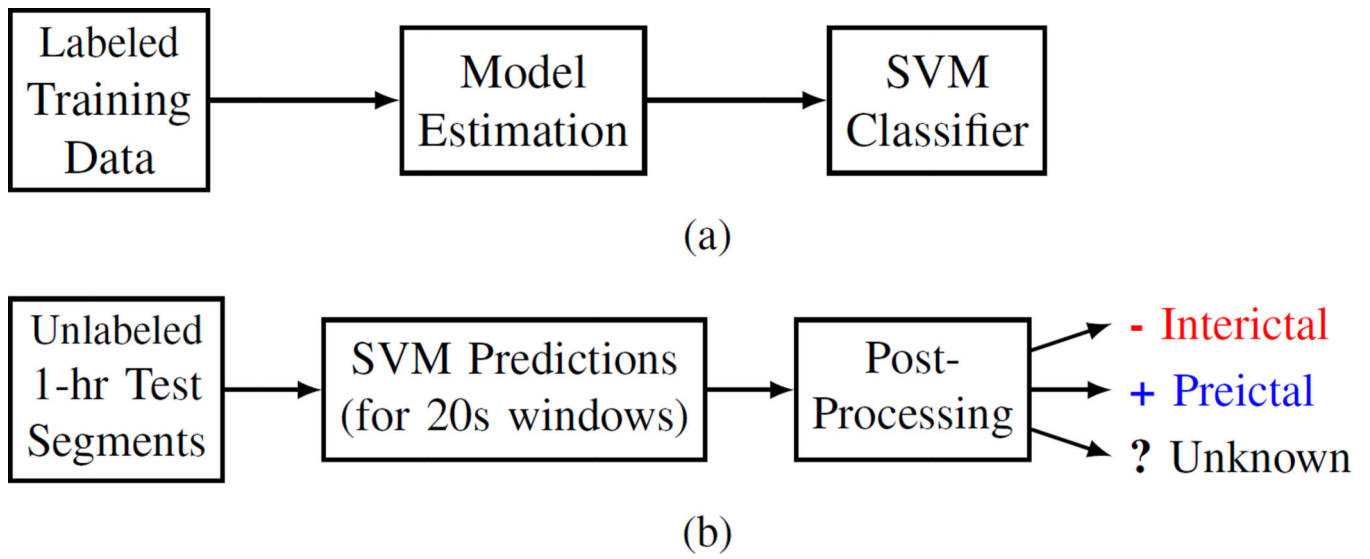 Labeled
Training
Data
Model
Estimation
SVM
Classifier
(a)
Unlabeled
1-hr Test
Segments
SVM Predictions
(for 20s windows)
Post-
Processing
- Interictal
+ Preictal
? Unknown
(b)